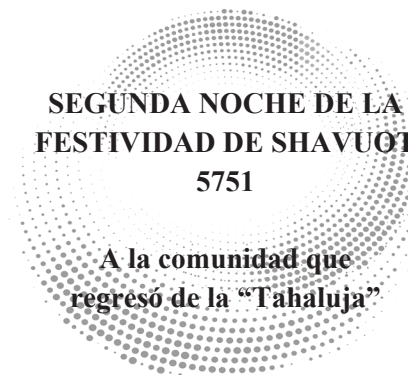 SEGUNDA NOCHE DE LA
FESTIVIDAD DE SHAVUOT
5751
A la comunidad que
regresó de la “Tahaluja”